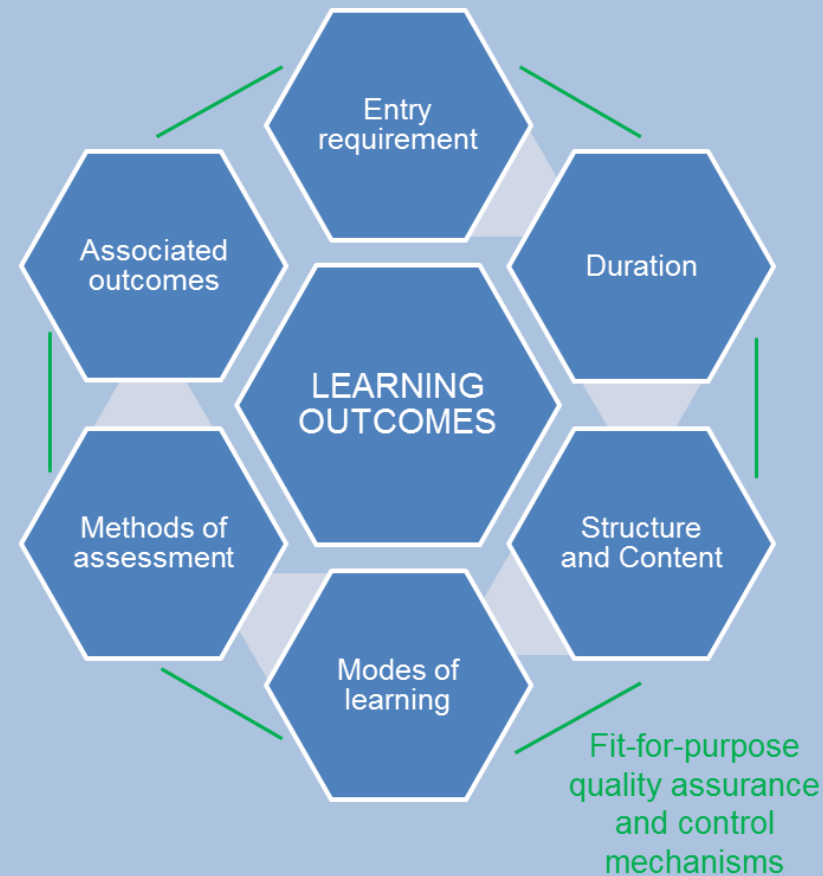 Entry
requirement
Associated
outcomes
Duration
LEARNING
OUTCOMES
Methods of
assessment
Structure
and Content
Modes of
learning
Fit-for-purpose
quality assurance
and control
mechanisms